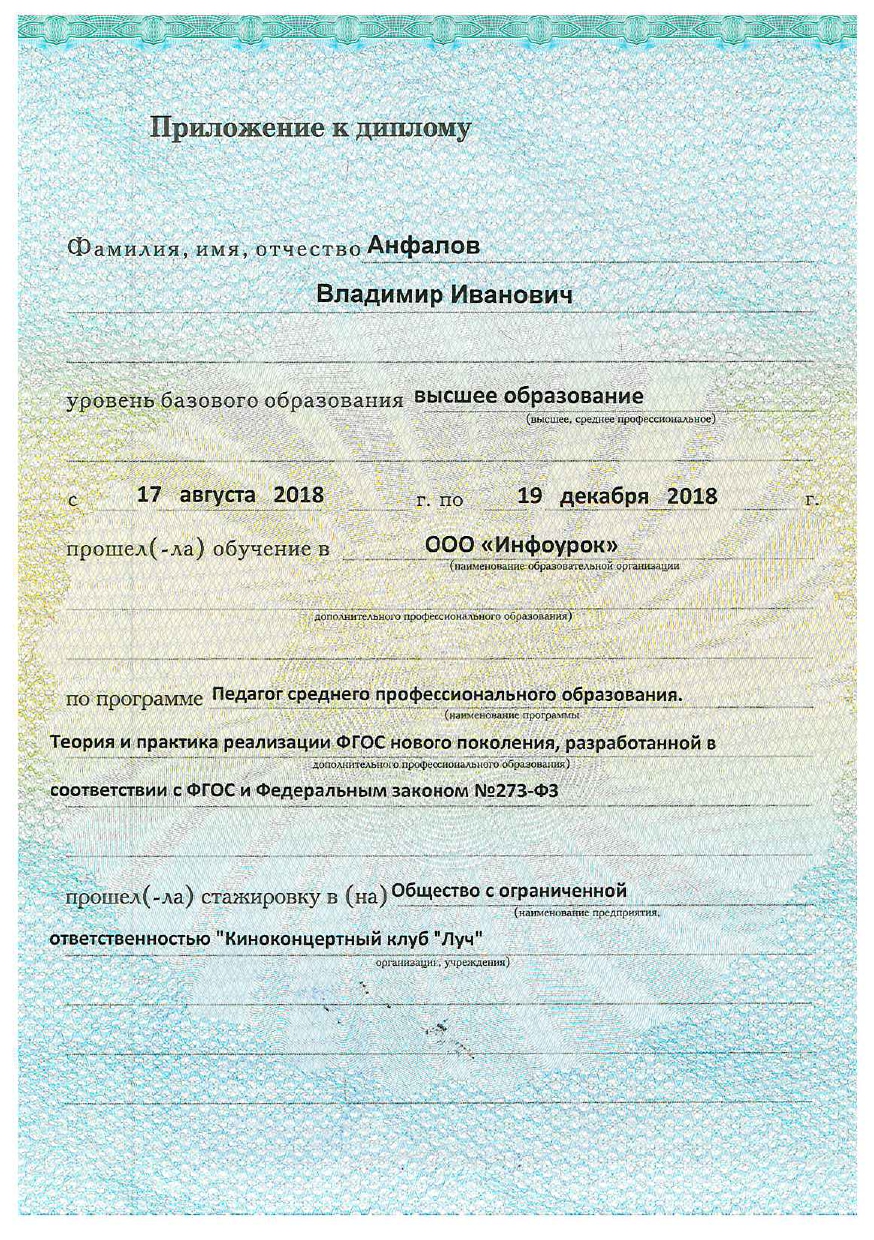 Приложение к диплому
Фамилия, имя, отчество Анфалов
Владимир Иванович
уровень базового образования высшее образование
(высшее, среднее профессиональное)
с 17 августа 2018 г. по 19 декабря 2018 г.
прошел(-ла) обучение в ООО «Инфоурок»
(наименование образовательной организации
дополнительного профессионального образования)
по программе Педагог среднего профессионального образования.
(наименование программы
Теория и практика реализации ФГОС нового поколения, разработанной в
дополнительного профессионального образования)
соответствии с ФГОС и Федеральным законом №273-ФЗ
прошел(-ла) стажировку в (на) Общество с ограниченной
(наименование предприятия,
ответственностью "Киноконцертный клуб "Луч"
организации, учреждения)